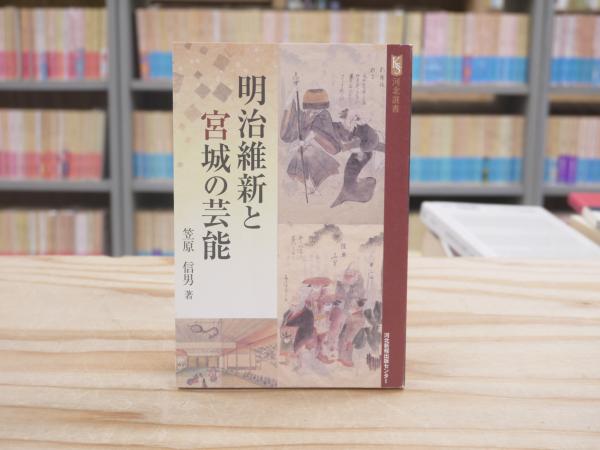 明治維新と
宮城の芸能
笠原 信男 著
KS
河北選書
河北新報出版センター